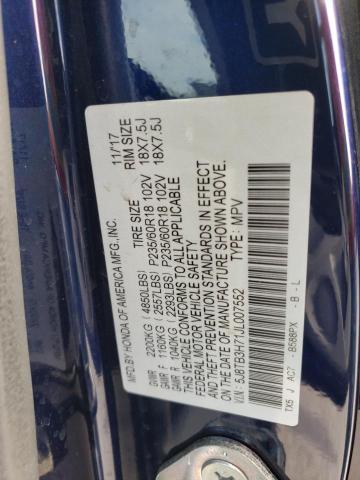 MFD. BY HONDA OF AMERICA MFG., INC. 11/17
TIRE SIZE RIM SIZE
GVWR 2200KG (4850LBS) P235/60R18 102V 18X7.5J
GAWR F 1160KG (2557LBS) P235/60R18 102V 18X7.5J
GAWR R 1040KG (2293LBS)
THIS VEHICLE CONFORMS TO ALL APPLICABLE
FEDERAL MOTOR VEHICLE SAFETY
AND THEFT PREVENTION STANDARDS IN EFFECT
ON THE DATE OF MANUFACTURE SHOWN ABOVE.
V.I.N.: 5J8TB3H71JL007552 TYPE: MPV
TX5 J AC7 - B588PX - B - L